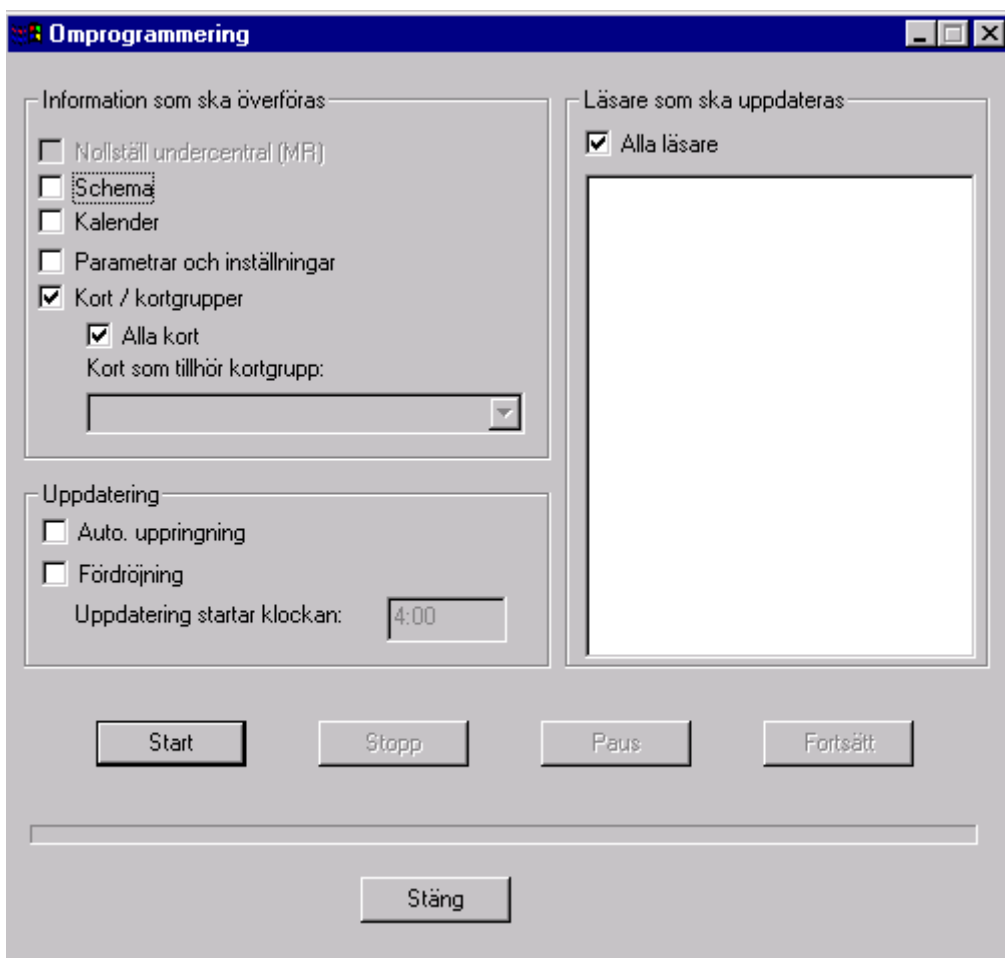 Omprogrammering
Information som ska överföras
Nollställ undercentral (MR)
Schema
Kalender
Parametrar och inställningar
Kort / kortgrupper
Alla kort
Kort som tillhör kortgrupp:
Läsare som ska uppdateras
Alla läsare
Uppdatering
Auto. uppringning
Fördröjning
Uppdatering startar klockan: 4:00
Start Stopp Paus Fortsätt
Stäng